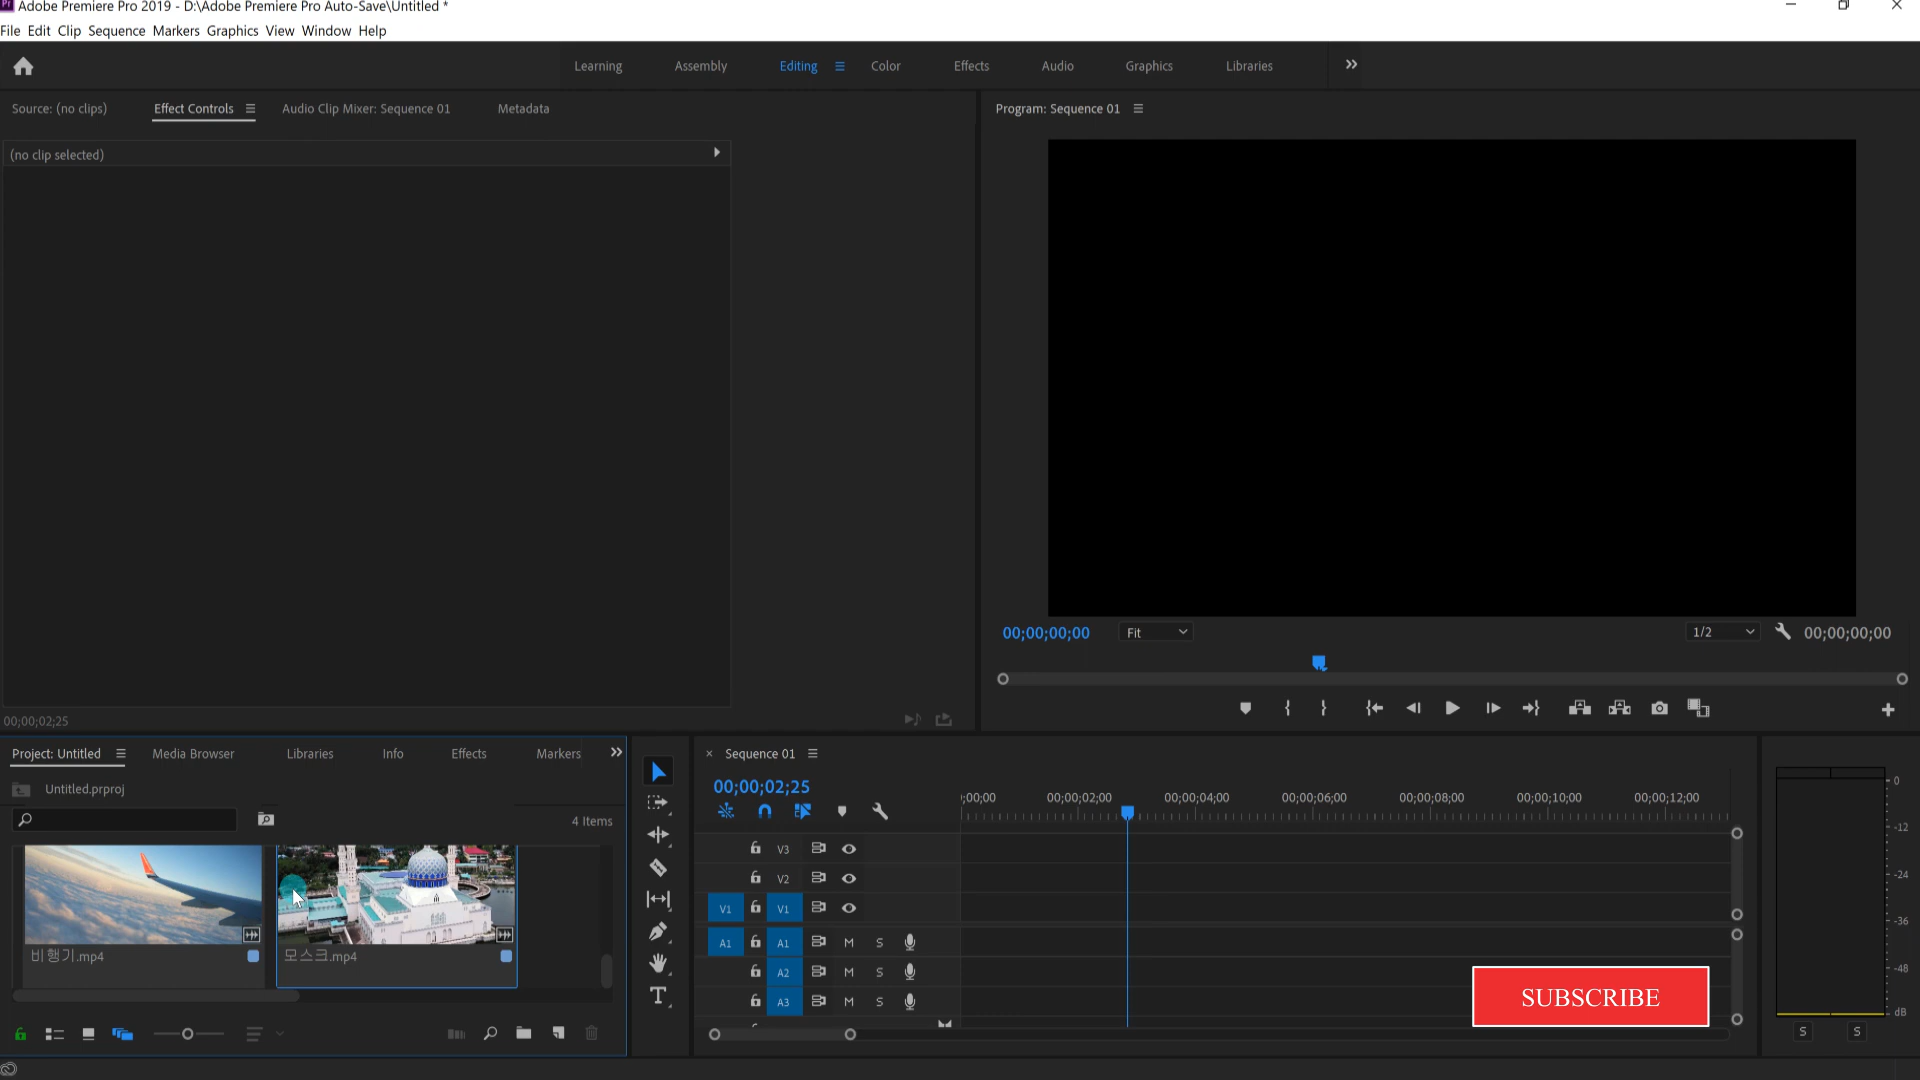 Adobe Premiere Pro 2019 - D:\Adobe Premiere Pro Auto-Save\Untitled *
File Edit Clip Sequence Markers Graphics View Window Help
Learning Assembly Editing Color Effects Audio Graphics Libraries
Source: (no clips) Effect Controls Audio Clip Mixer: Sequence 01 Metadata
Program: Sequence 01
(no clip selected)
00;00;00;00 Fit 1/2 00;00;00;00
00;00;02;25
Project: Untitled Media Browser Libraries Info Effects Markers
Untitled.prproj
4 Items
비행기.mp4 모스크.mp4
Sequence 01
00;00;02;25
;00;00 00;00;02;00 00;00;04;00 00;00;06;00 00;00;08;00 00;00;10;00 00;00;12;00
V3
V2
V1 V1
A1 A1 M S
A2 M S
A3 M S
SUBSCRIBE
0
-12
-24
-36
-48
dB
S S